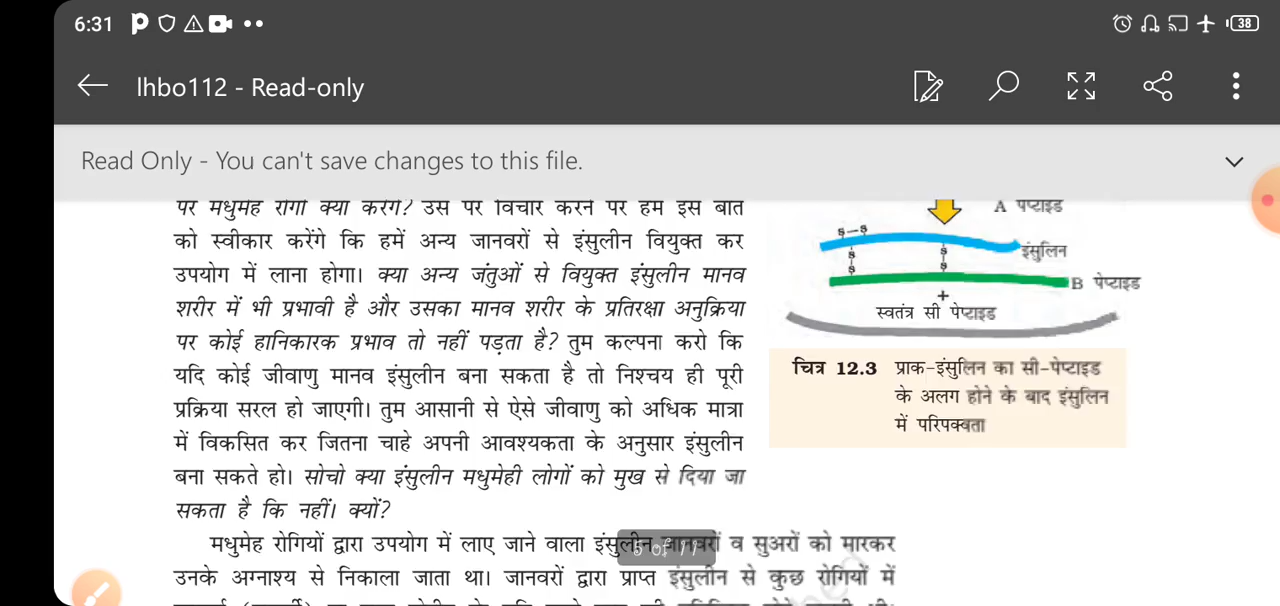 6:31
38
lhbo112 - Read-only
Read Only - You can't save changes to this file.
पर मधुमेह रोगी क्या करेंगे? उस पर विचार करने पर हम इस बात
को स्वीकार करेंगे कि हमें अन्य जानवरों से इंसुलीन वियुक्त कर
उपयोग में लाना होगा। क्या अन्य जंतुओं से वियुक्त इंसुलीन मानव
शरीर में भी प्रभावी है और उसका मानव शरीर के प्रतिरक्षा अनुक्रिया
पर कोई हानिकारक प्रभाव तो नहीं पड़ता है? तुम कल्पना करो कि
यदि कोई जीवाणु मानव इंसुलीन बना सकता है तो निश्चय ही पूरी
प्रक्रिया सरल हो जाएगी। तुम आसानी से ऐसे जीवाणु को अधिक मात्रा
में विकसित कर जितना चाहे अपनी आवश्यकता के अनुसार इंसुलीन
बना सकते हो। सोचो क्या इंसुलीन मधुमेही लोगों को मुख से दिया जा
सकता है कि नहीं। क्यों?
A पेप्टाइड
S-S
इंसुलिन
S S
S S
B पेप्टाइड
+
स्वतंत्र सी पेप्टाइड
चित्र 12.3 प्राक-इंसुलिन का सी-पेप्टाइड
के अलग होने के बाद इंसुलिन
में परिपक्वता
मधुमेह रोगियों द्वारा उपयोग में लाए जाने वाला इंसुलीन जानवरों व सुअरों को मारकर
5 of 11
उनके अग्नाश्य से निकाला जाता था। जानवरों द्वारा प्राप्त इंसुलीन से कुछ रोगियों में